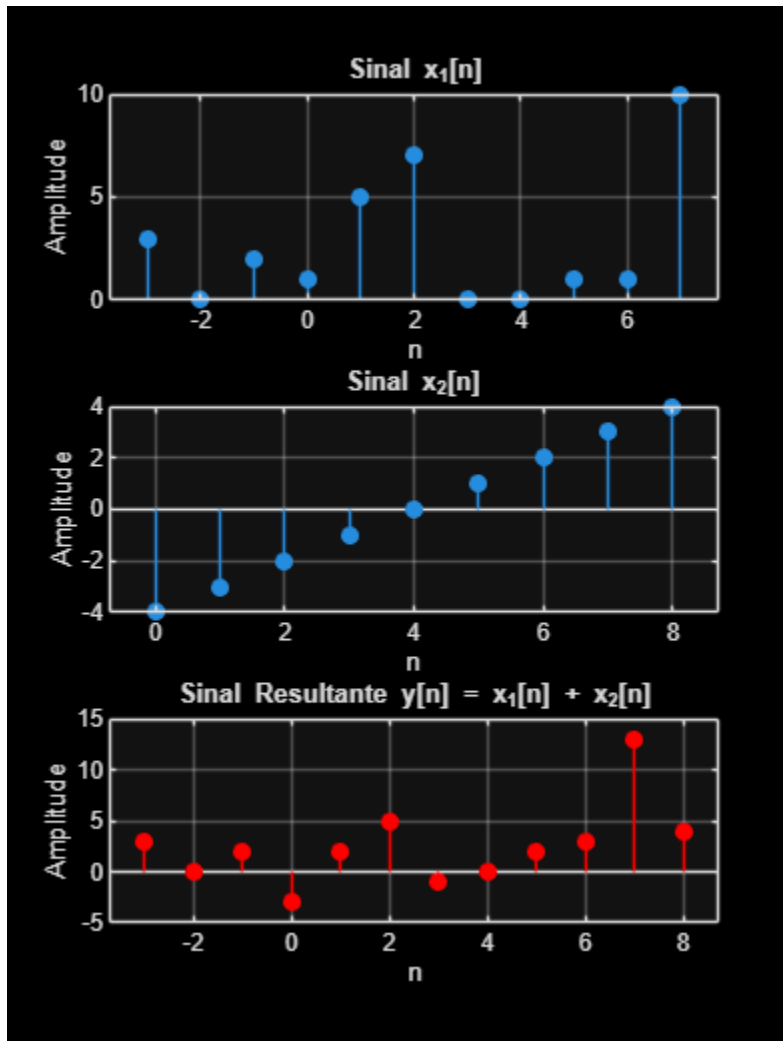 Sinal x₁[n]
10
5
0
Amplitude
-2 0 2 4 6
n
Sinal x₂[n]
4
2
0
-2
-4
Amplitude
0 2 4 6 8
n
Sinal Resultante y[n] = x₁[n] + x₂[n]
15
10
5
0
-5
Amplitude
-2 0 2 4 6 8
n